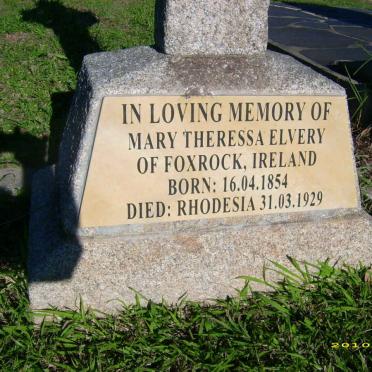 IN LOVING MEMORY OF
MARY THERESSA ELVERY
OF FOXROCK, IRELAND
BORN: 16.04.1854
DIED: RHODESIA 31.03.1929
2010